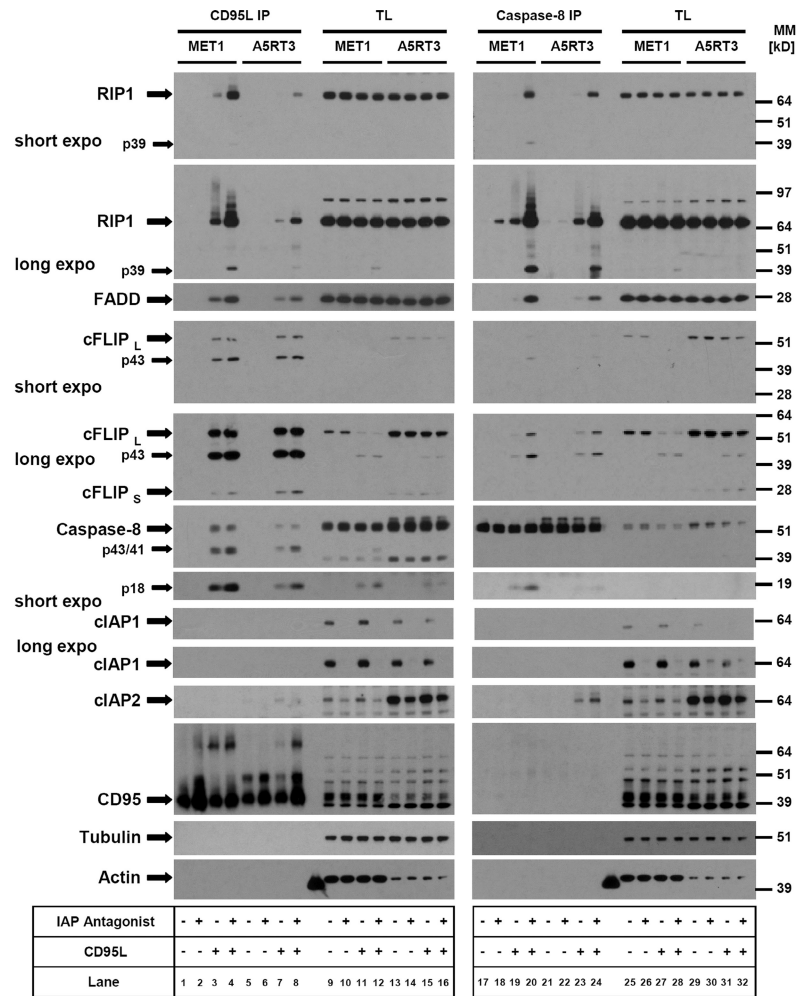 CD95L IP TL Caspase-8 IP TL
MM
[kD]
MET1 A5RT3 MET1 A5RT3 MET1 A5RT3 MET1 A5RT3
RIP1 64
51
short expo p39 39
97
RIP1 64
51
long expo p39 39
FADD 28
cFLIP L 51
p43
39
short expo 28
64
cFLIP L 51
long expo p43 39
cFLIP S 28
Caspase-8 51
p43/41 39
p18 19
short expo
cIAP1 64
long expo
cIAP1 64
cIAP2 64
64
51
CD95 39
Tubulin 51
Actin
39
IAP Antagonist - + - + - + - + - + - + - + - + - + - + - + - + - + - + - + - +
CD95L - - + + - - + + - - + + - - + + - - + + - - + + - - + + - - + +
Lane 1 2 3 4 5 6 7 8 9 10 11 12 13 14 15 16 17 18 19 20 21 22 23 24 25 26 27 28 29 30 31 32